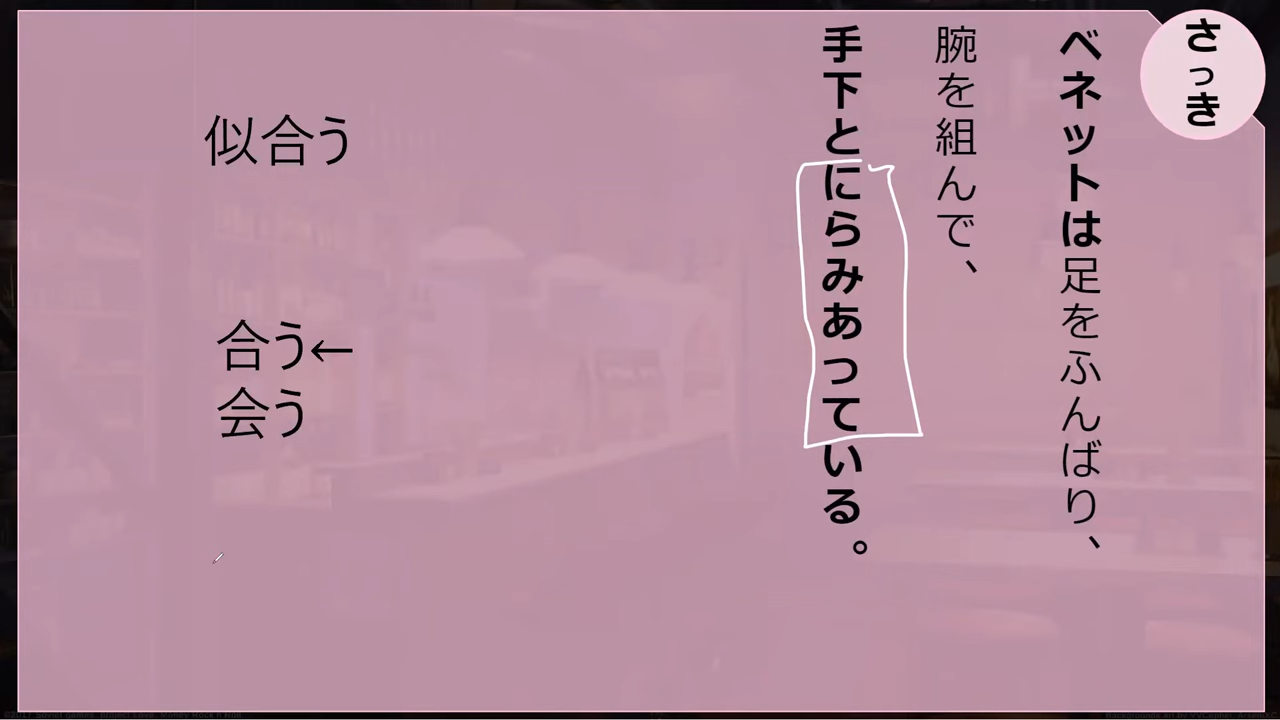 さっき
ベネットは足をふんばり、
腕を組んで、
手下とにらみあっている。
似合う
合う←
会う